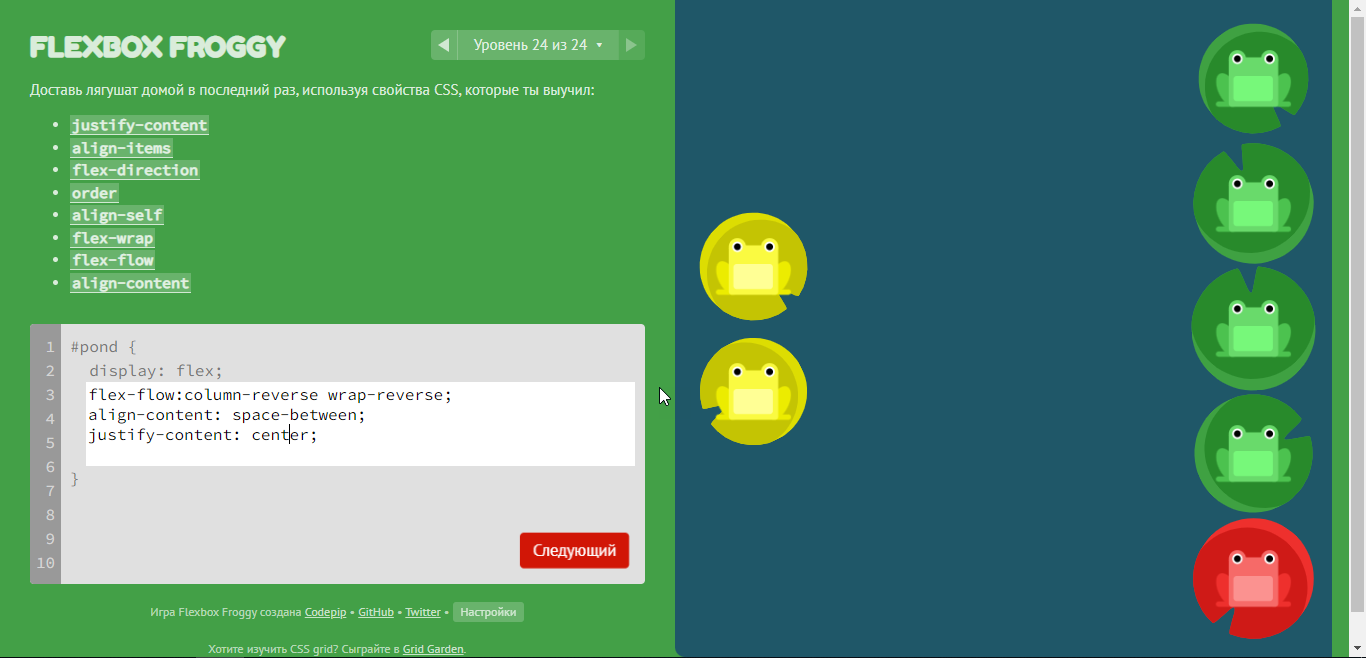 FLEXBOX FROGGY
◀ Уровень 24 из 24 ▾ ▶
Доставь лягушат домой в последний раз, используя свойства CSS, которые ты выучил:
• justify-content
• align-items
• flex-direction
• order
• align-self
• flex-wrap
• flex-flow
• align-content
1 #pond {
2 display: flex;
3 flex-flow:column-reverse wrap-reverse;
4 align-content: space-between;
5 justify-content: center;
6
7 }
8
9
10
Следующий
Игра Flexbox Froggy создана Codepip • GitHub • Twitter • Настройки
Хотите изучить CSS grid? Сыграйте в Grid Garden.